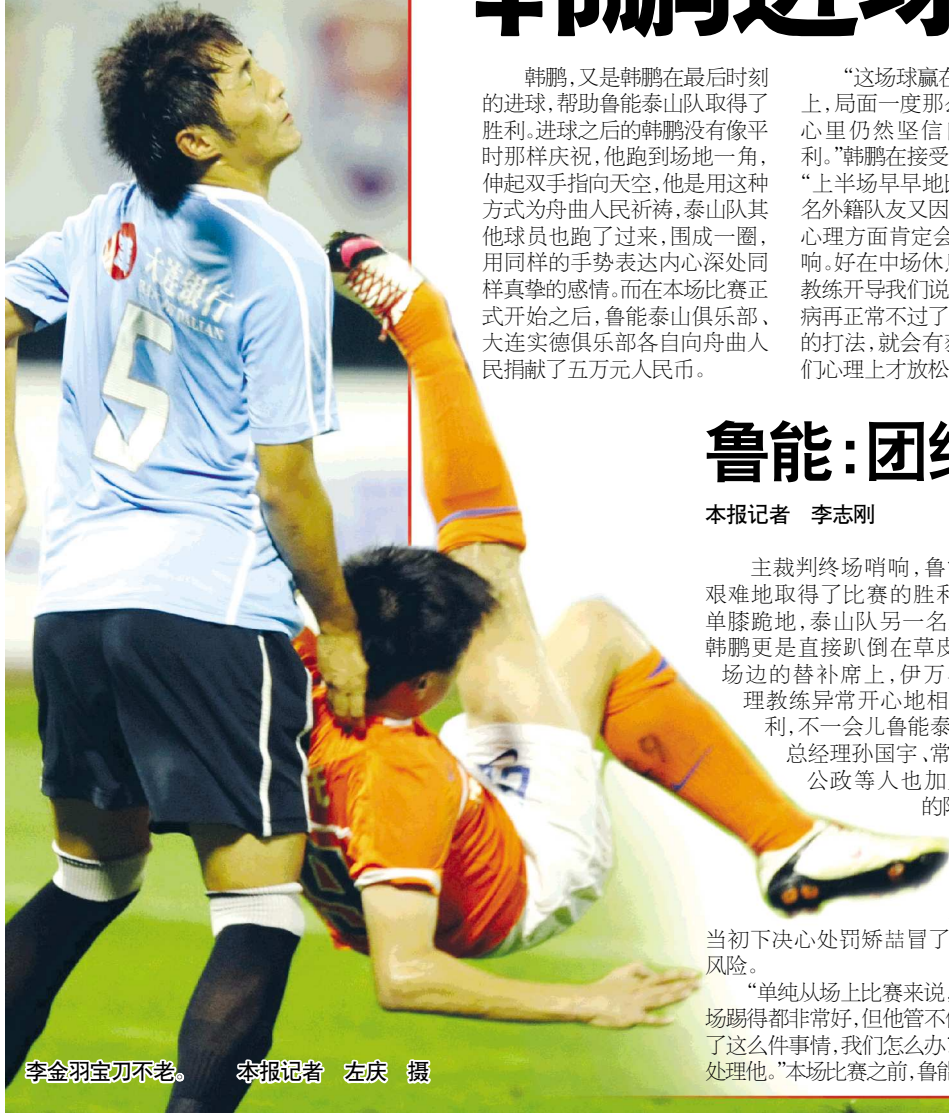 韩鹏进球
韩鹏,又是韩鹏在最后时刻
的进球,帮助鲁能泰山队取得了
胜利。进球之后的韩鹏没有像平
时那样庆祝,他跑到场地一角,
伸起双手指向天空,他是用这种
方式为舟曲人民祈祷,泰山队其
他球员也跑了过来,围成一圈,
用同样的手势表达内心深处同
样真挚的感情。而在本场比赛正
式开始之后,鲁能泰山俱乐部、
大连实德俱乐部各自向舟曲人
民捐献了五万元人民币。
“这场球赢在
上,局面一度那
心里仍然坚信
利。”韩鹏在接受
“上半场早早地
名外籍队友又因
心理方面肯定会
响。好在中场休
教练开导我们说
病再正常不过了
的打法,就会有
们心理上才放松
鲁能:团
本报记者 李志刚
主裁判终场哨响,鲁
艰难地取得了比赛的胜利
单膝跪地,泰山队另一名
韩鹏更是直接趴倒在草皮
场边的替补席上,伊万
理教练异常开心地相
利,不一会儿鲁能泰
总经理孙国宇、常
公政等人也加
的
当初下决心处罚矫喆冒了
风险。
“单纯从场上比赛来说,
场踢得都非常好,但他管不
了这么件事情,我们怎么办
处理他。”本场比赛之前,鲁能
大连银行
BANK OF DALIAN
5
9
李金羽宝刀不老。 本报记者 左庆 摄